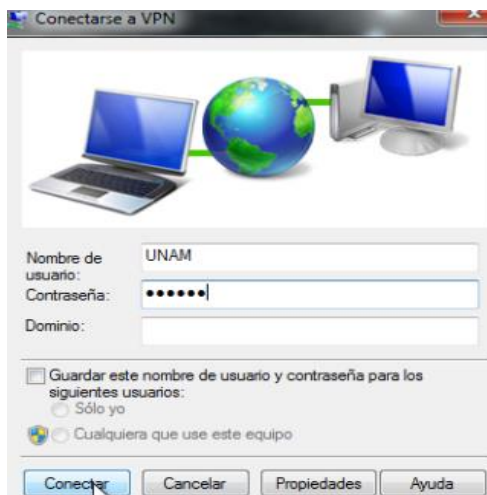 Conectarse a VPN
Nombre de
usuario:
UNAM
Contraseña:
••••••
Dominio:
Guardar este nombre de usuario y contraseña para los
siguientes usuarios:
Sólo yo
Cualquiera que use este equipo
Conectar
Cancelar
Propiedades
Ayuda